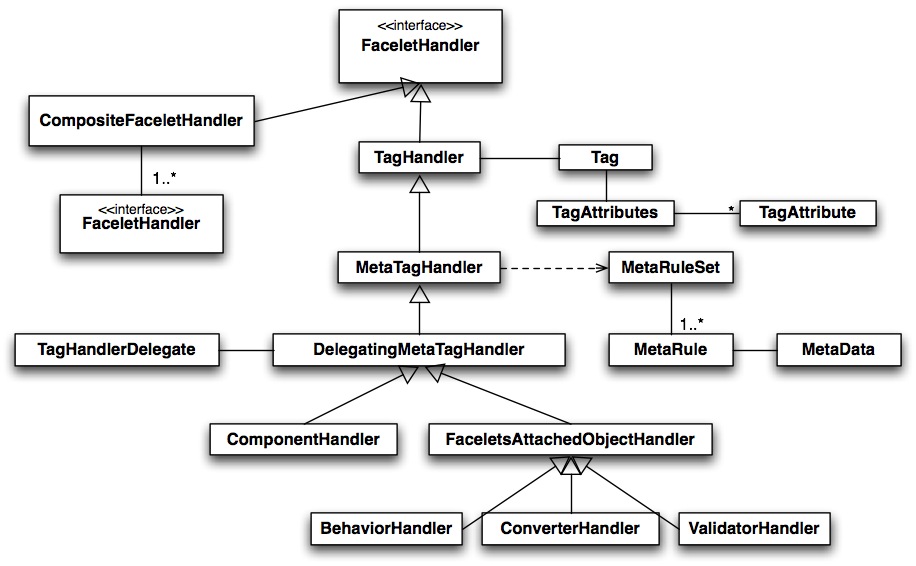 <<interface>>
FaceletHandler
CompositeFaceletHandler
TagHandler
Tag
1..*
<<interface>>
FaceletHandler
TagAttributes
*
TagAttribute
MetaTagHandler
MetaRuleSet
1..*
TagHandlerDelegate
DelegatingMetaTagHandler
MetaRule
MetaData
ComponentHandler
FaceletsAttachedObjectHandler
BehaviorHandler
ConverterHandler
ValidatorHandler